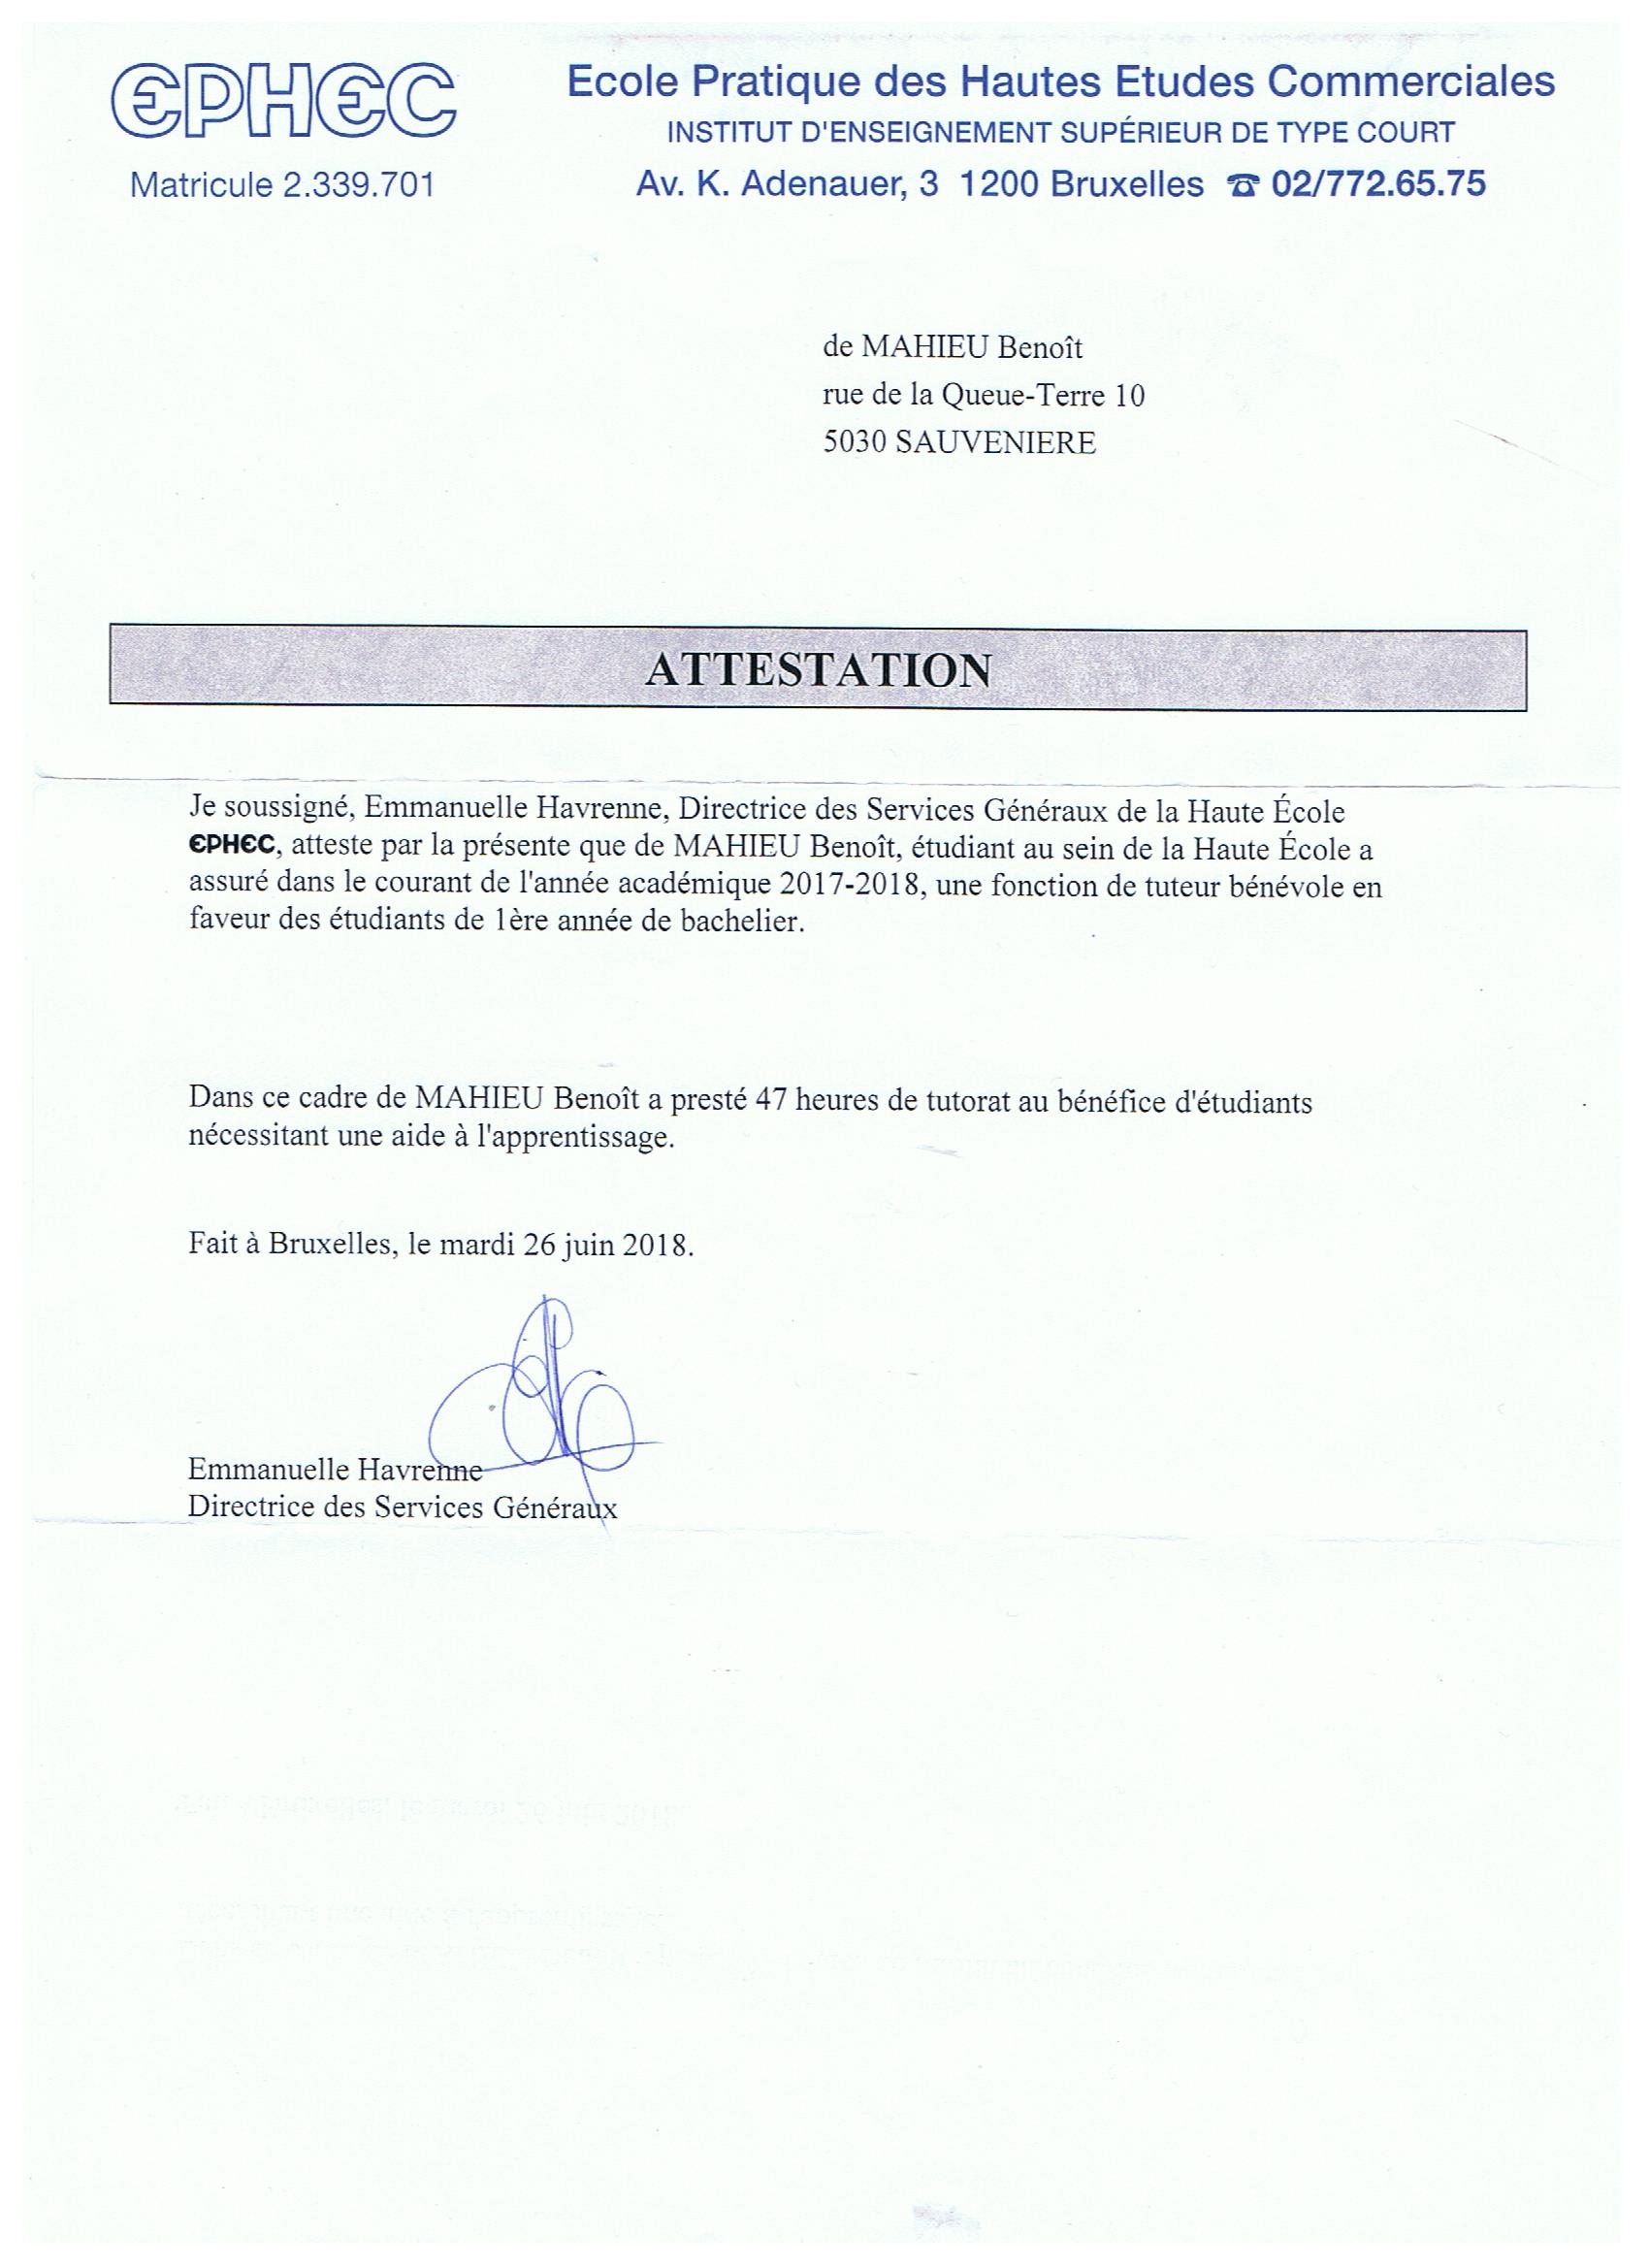 EPHEC
Matricule 2.339.701
Ecole Pratique des Hautes Etudes Commerciales
INSTITUT D'ENSEIGNEMENT SUPÉRIEUR DE TYPE COURT
Av. K. Adenauer, 3 1200 Bruxelles ☎ 02/772.65.75
de MAHIEU Benoît
rue de la Queue-Terre 10
5030 SAUVENIERE
ATTESTATION
Je soussigné, Emmanuelle Havrenne, Directrice des Services Généraux de la Haute École
EPHEC, atteste par la présente que de MAHIEU Benoît, étudiant au sein de la Haute École a
assuré dans le courant de l'année académique 2017-2018, une fonction de tuteur bénévole en
faveur des étudiants de 1ère année de bachelier.
Dans ce cadre de MAHIEU Benoît a presté 47 heures de tutorat au bénéfice d'étudiants
nécessitant une aide à l'apprentissage.
Fait à Bruxelles, le mardi 26 juin 2018.
Emmanuelle Havrenne
Directrice des Services Généraux